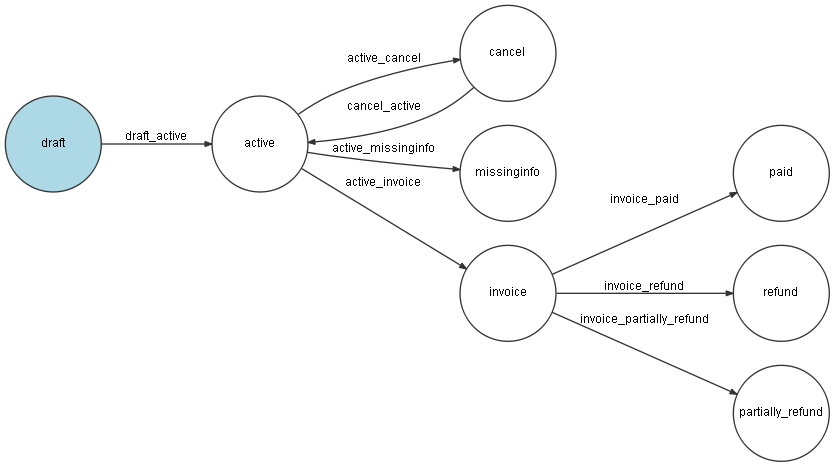 cancel
active_cancel
cancel_active
draft
draft_active
active
active_missinginfo
missinginfo
active_invoice
paid
invoice_paid
invoice
invoice_refund
refund
invoice_partially_refund
partially_refund